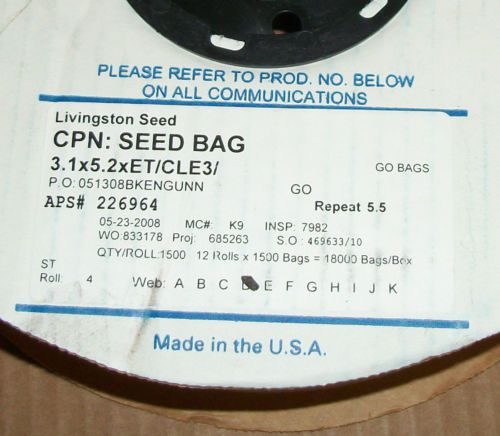 PLEASE REFER TO PROD. NO. BELOW
ON ALL COMMUNICATIONS
Livingston Seed
CPN: SEED BAG
3.1x5.2xET/CLE3/ GO BAGS
P.O: 051308BKENGUNN GO
APS# 226964 Repeat 5.5
05-23-2008 MC#: K9 INSP: 7982
WO:833178 Proj: 685263 S.O: 469633/10
QTY/ROLL:1500 12 Rolls x 1500 Bags = 18000 Bags/Box
ST
Roll: 4 Web: A B C E F G H I J K
Made in the U.S.A.